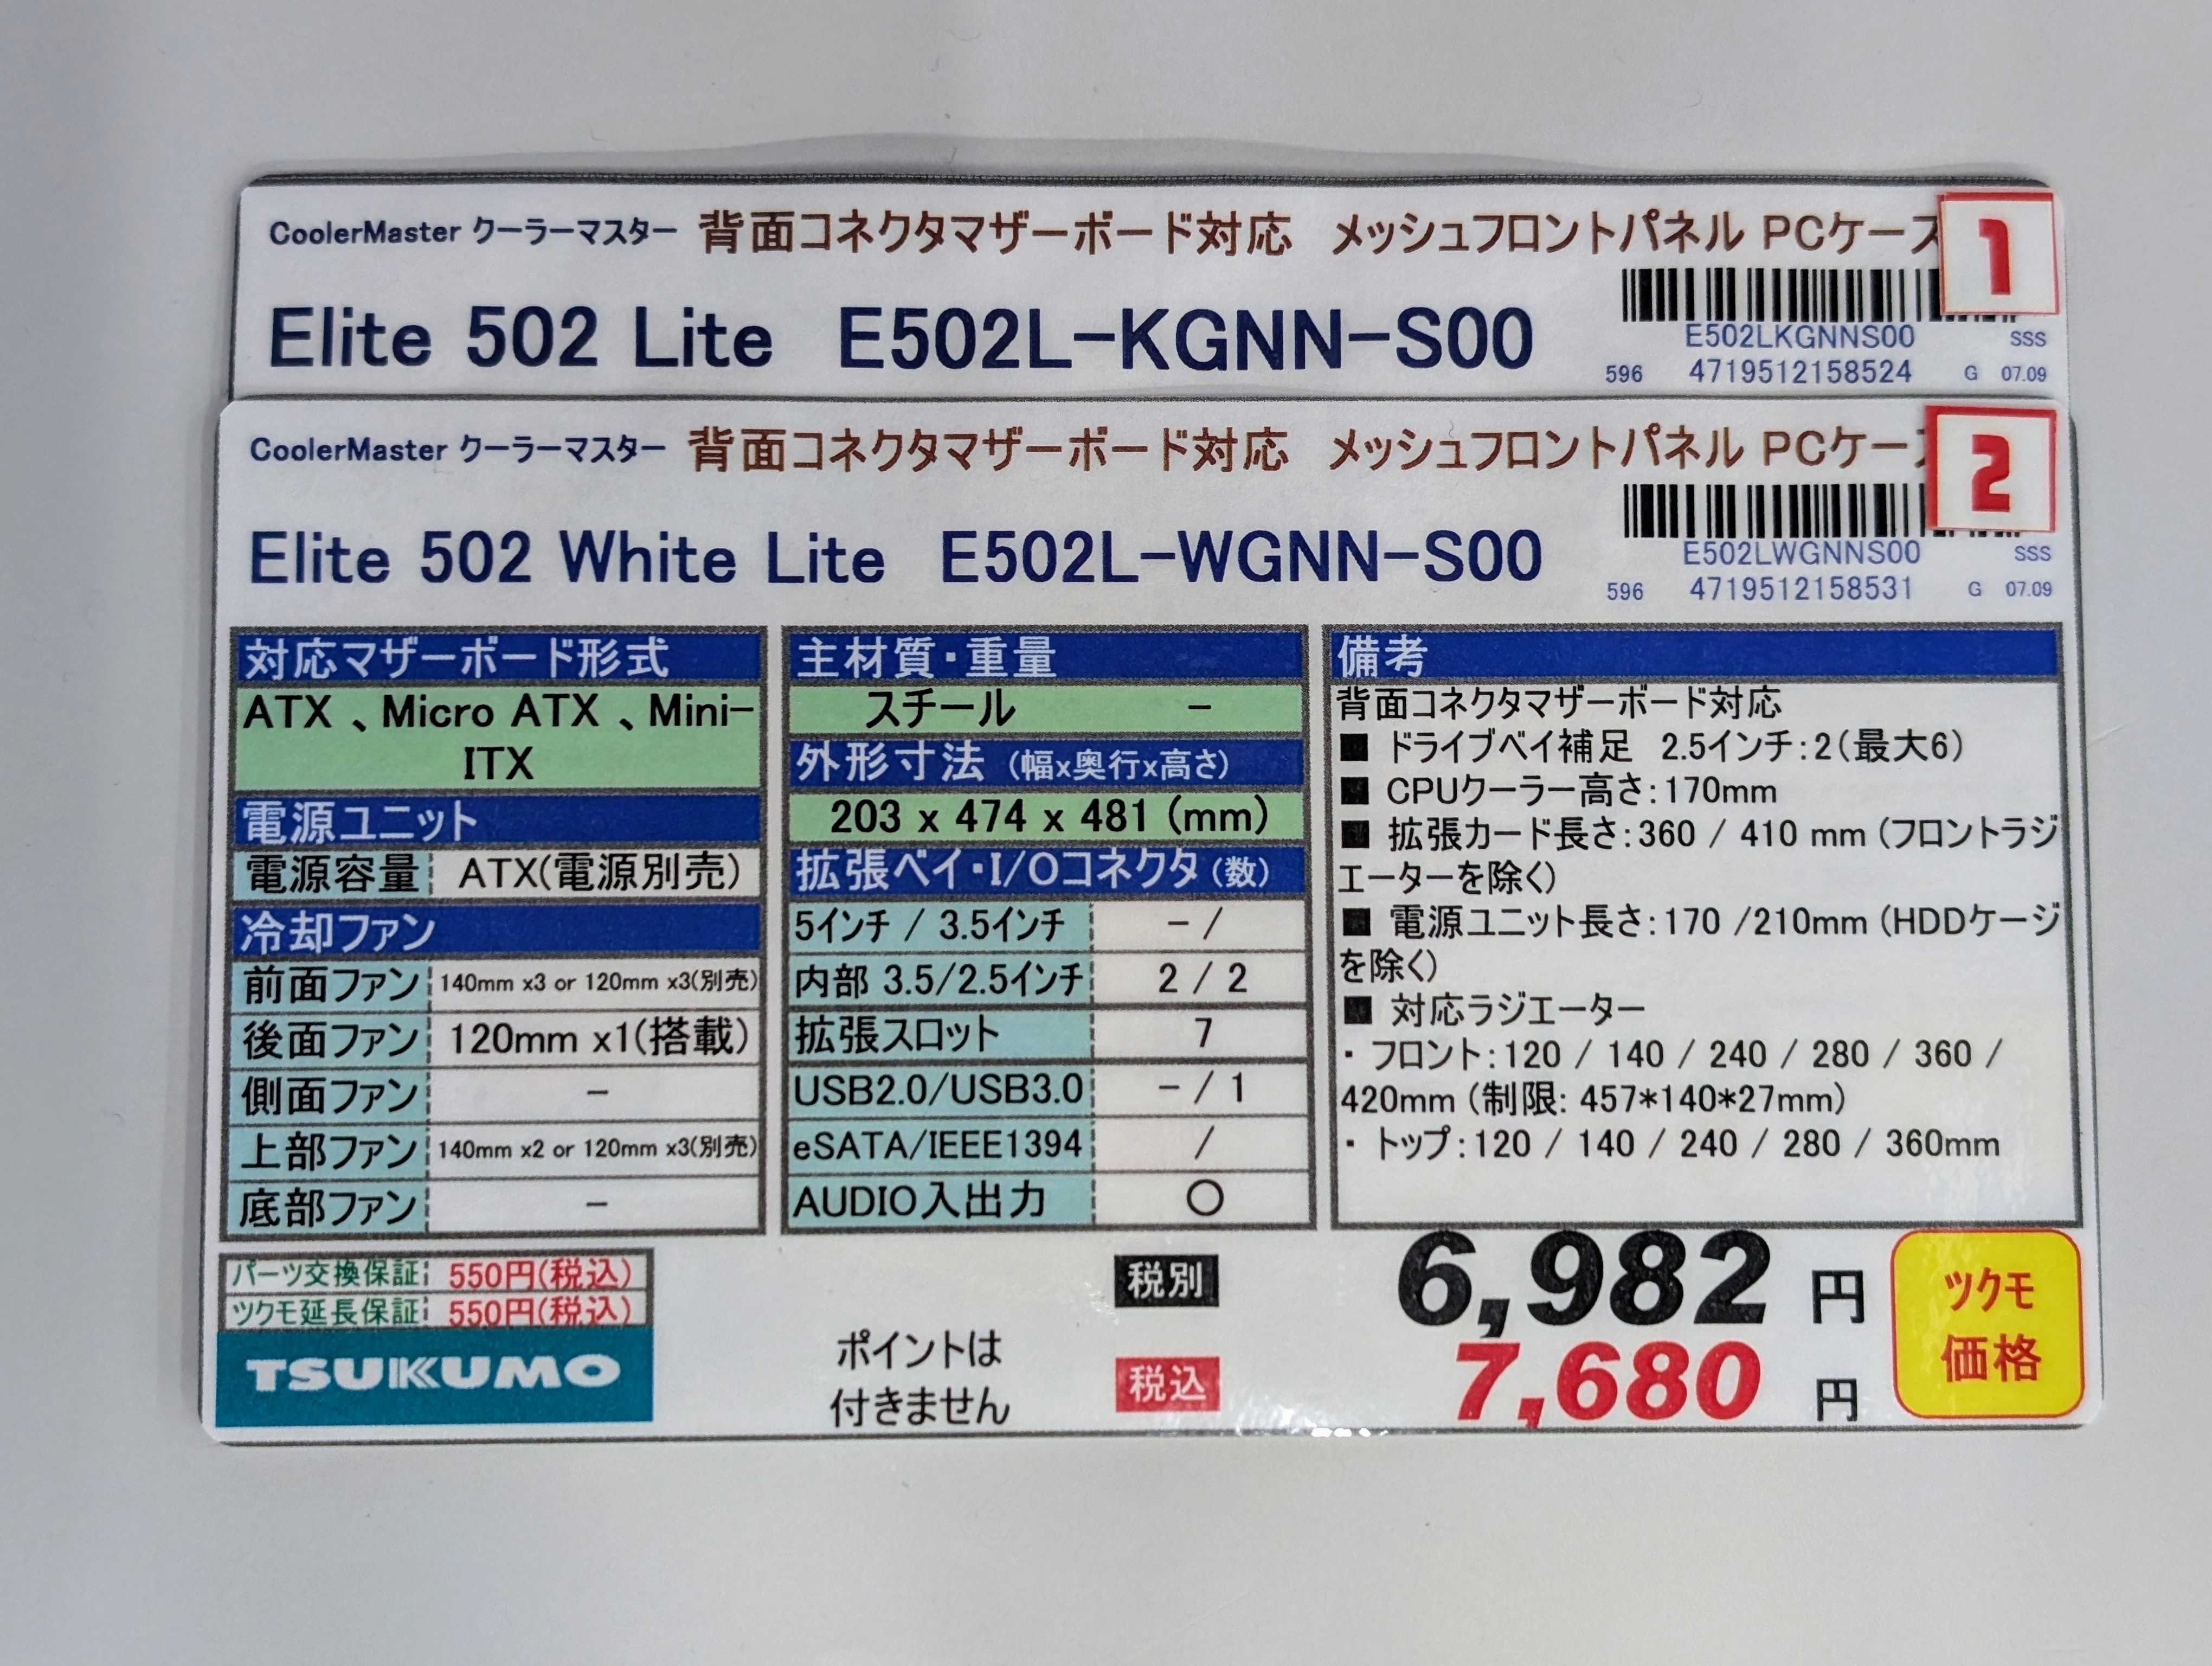 CoolerMaster クーラーマスター 背面コネクタマザーボード対応 メッシュフロントパネル PCケース
1
Elite 502 Lite E502L-KGNN-S00
E502LKGNNS00 SSS
596 4719512158524 G 07.09
CoolerMaster クーラーマスター 背面コネクタマザーボード対応 メッシュフロントパネル PCケー
2
Elite 502 White Lite E502L-WGNN-S00
E502LWGNNS00 SSS
596 4719512158531 G 07.09
対応マザーボード形式
ATX 、Micro ATX 、Mini-
ITX
電源ユニット
電源容量 ATX(電源別売)
冷却ファン
前面ファン 140mm x3 or 120mm x3(別売)
後面ファン 120mm x1(搭載)
側面ファン －
上部ファン 140mm x2 or 120mm x3(別売)
底部ファン －
主材質・重量
スチール －
外形寸法 (幅x奥行x高さ)
203 x 474 x 481 (mm)
拡張ベイ・I/Oコネクタ (数)
5インチ / 3.5インチ － /
内部 3.5/2.5インチ 2 / 2
拡張スロット 7
USB2.0/USB3.0 － / 1
eSATA/IEEE1394 /
AUDIO入出力 ○
備考
背面コネクタマザーボード対応
■ ドライブベイ補足 2.5インチ:2(最大6)
■ CPUクーラー高さ:170mm
■ 拡張カード長さ:360 / 410 mm (フロントラジ
エーターを除く)
■ 電源ユニット長さ:170 /210mm (HDDケージ
を除く)
■ 対応ラジエーター
・ フロント:120 / 140 / 240 / 280 / 360 /
420mm (制限: 457*140*27mm)
・ トップ:120 / 140 / 240 / 280 / 360mm
パーツ交換保証 550円(税込)
ツクモ延長保証 550円(税込)
TSUKUMO
ポイントは
付きません
税別 6,982 円
税込 7,680 円
ツクモ
価格